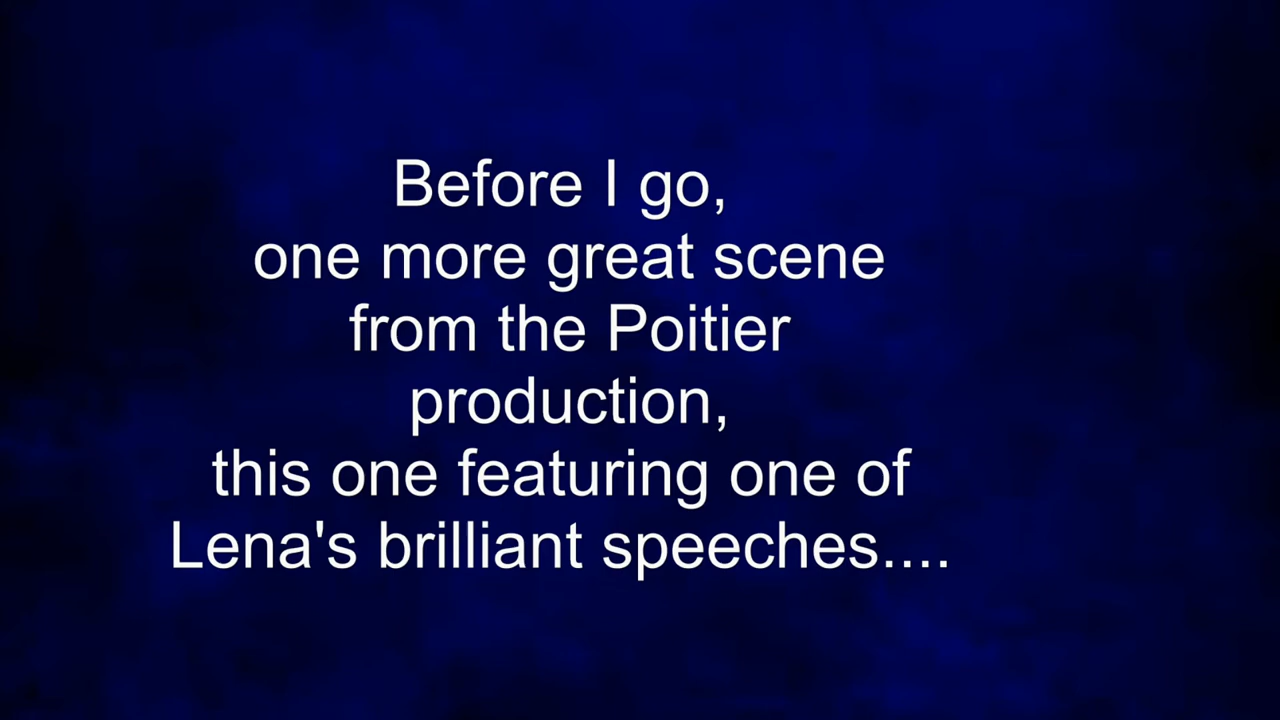 Before I go,
one more great scene
from the Poitier
production,
this one featuring one of
Lena's brilliant speeches....